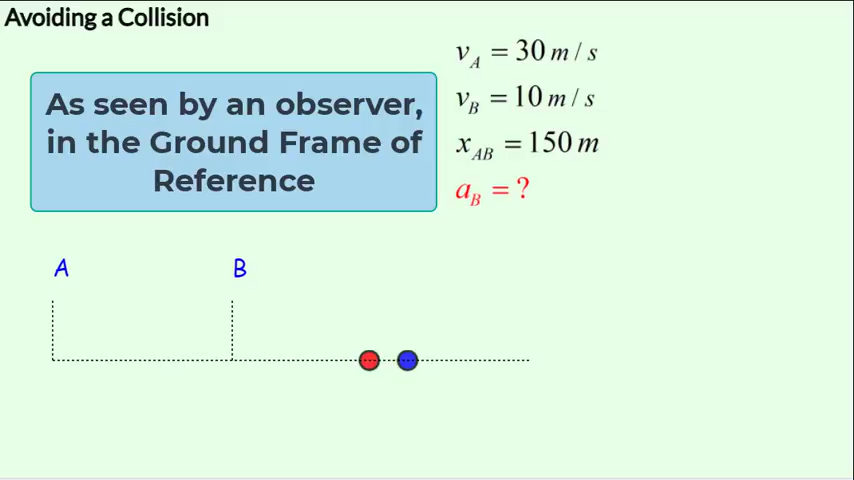 Avoiding a Collision
As seen by an observer,
in the Ground Frame of
Reference
v_A = 30 m / s
v_B = 10 m / s
x_AB = 150 m
a_B = ?
A
B